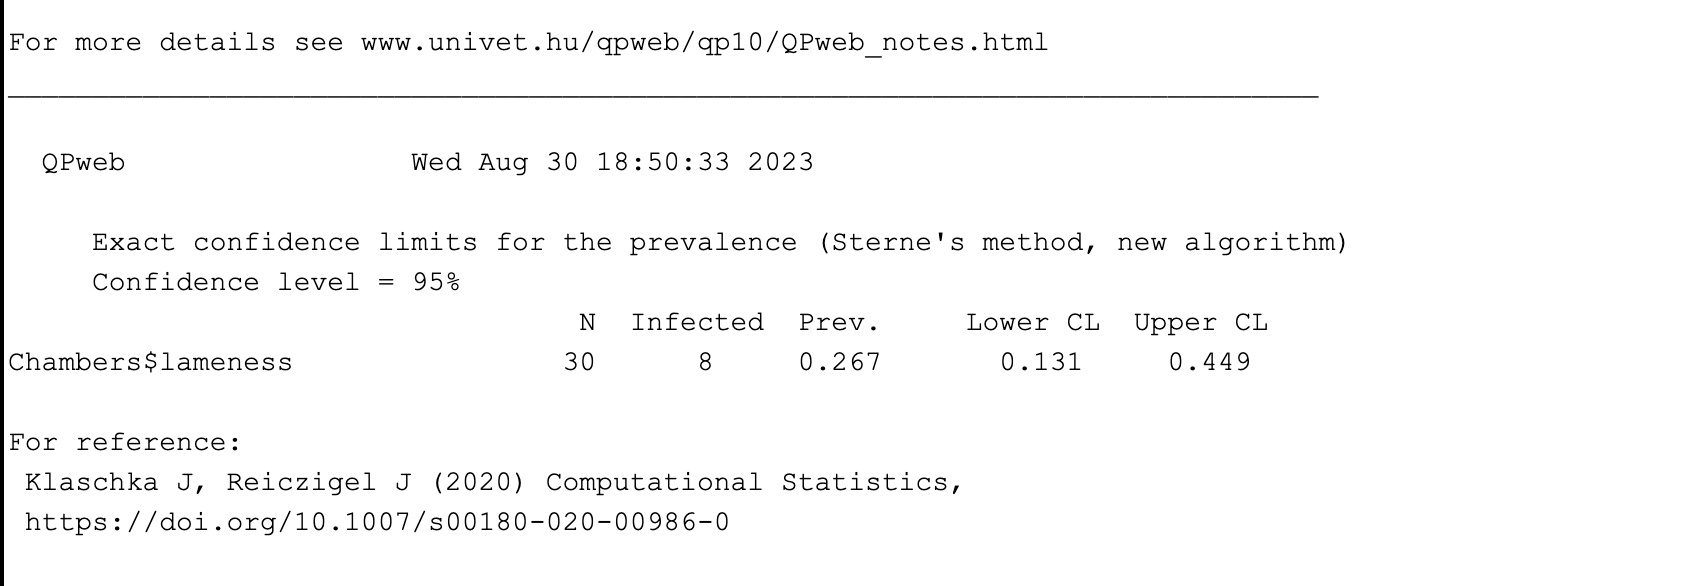 For more details see www.univet.hu/qpweb/qp10/QPweb_notes.html
______________________________________________________________________________
QPweb Wed Aug 30 18:50:33 2023
Exact confidence limits for the prevalence (Sterne's method, new algorithm)
Confidence level = 95%
N Infected Prev. Lower CL Upper CL
Chambers$lameness 30 8 0.267 0.131 0.449
For reference:
Klaschka J, Reiczigel J (2020) Computational Statistics,
https://doi.org/10.1007/s00180-020-00986-0